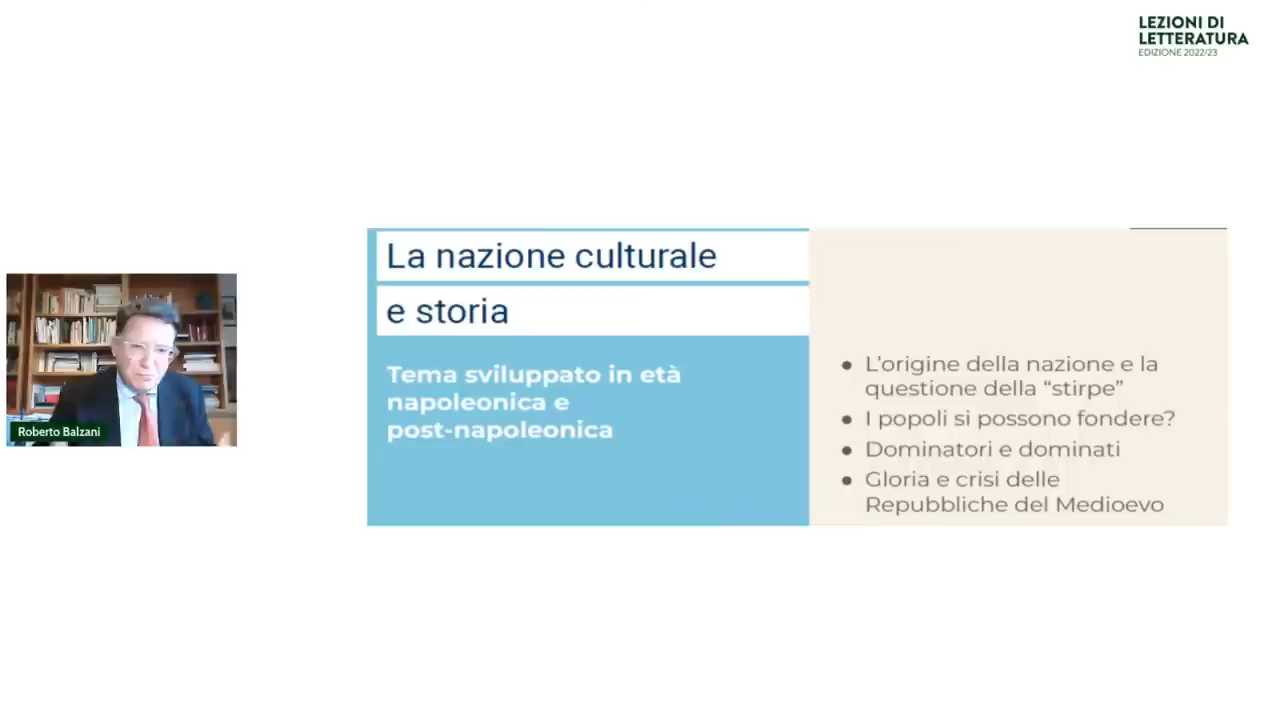 LEZIONI DI
LETTERATURA
EDIZIONE 2022/23
La nazione culturale
e storia
Tema sviluppato in età
napoleonica e
post-napoleonica
● L'origine della nazione e la
questione della “stirpe”
● I popoli si possono fondere?
● Dominatori e dominati
● Gloria e crisi delle
Repubbliche del Medioevo
Roberto Balzani